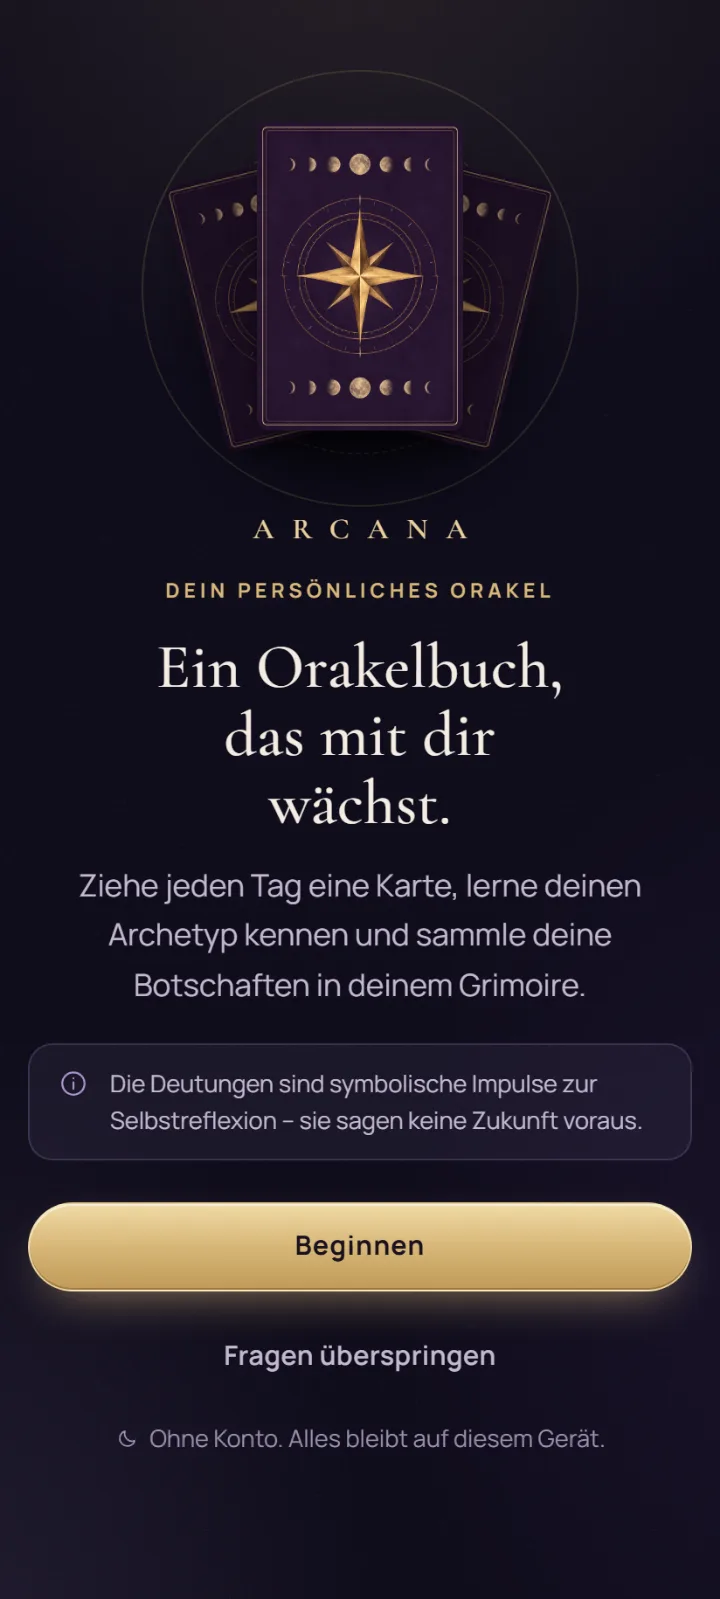 ARCANA
DEIN PERSÖNLICHES ORAKEL
Ein Orakelbuch,
das mit dir
wächst.
Ziehe jeden Tag eine Karte, lerne deinen
Archetyp kennen und sammle deine
Botschaften in deinem Grimoire.
Die Deutungen sind symbolische Impulse zur
Selbstreflexion – sie sagen keine Zukunft voraus.
Beginnen
Fragen überspringen
Ohne Konto. Alles bleibt auf diesem Gerät.